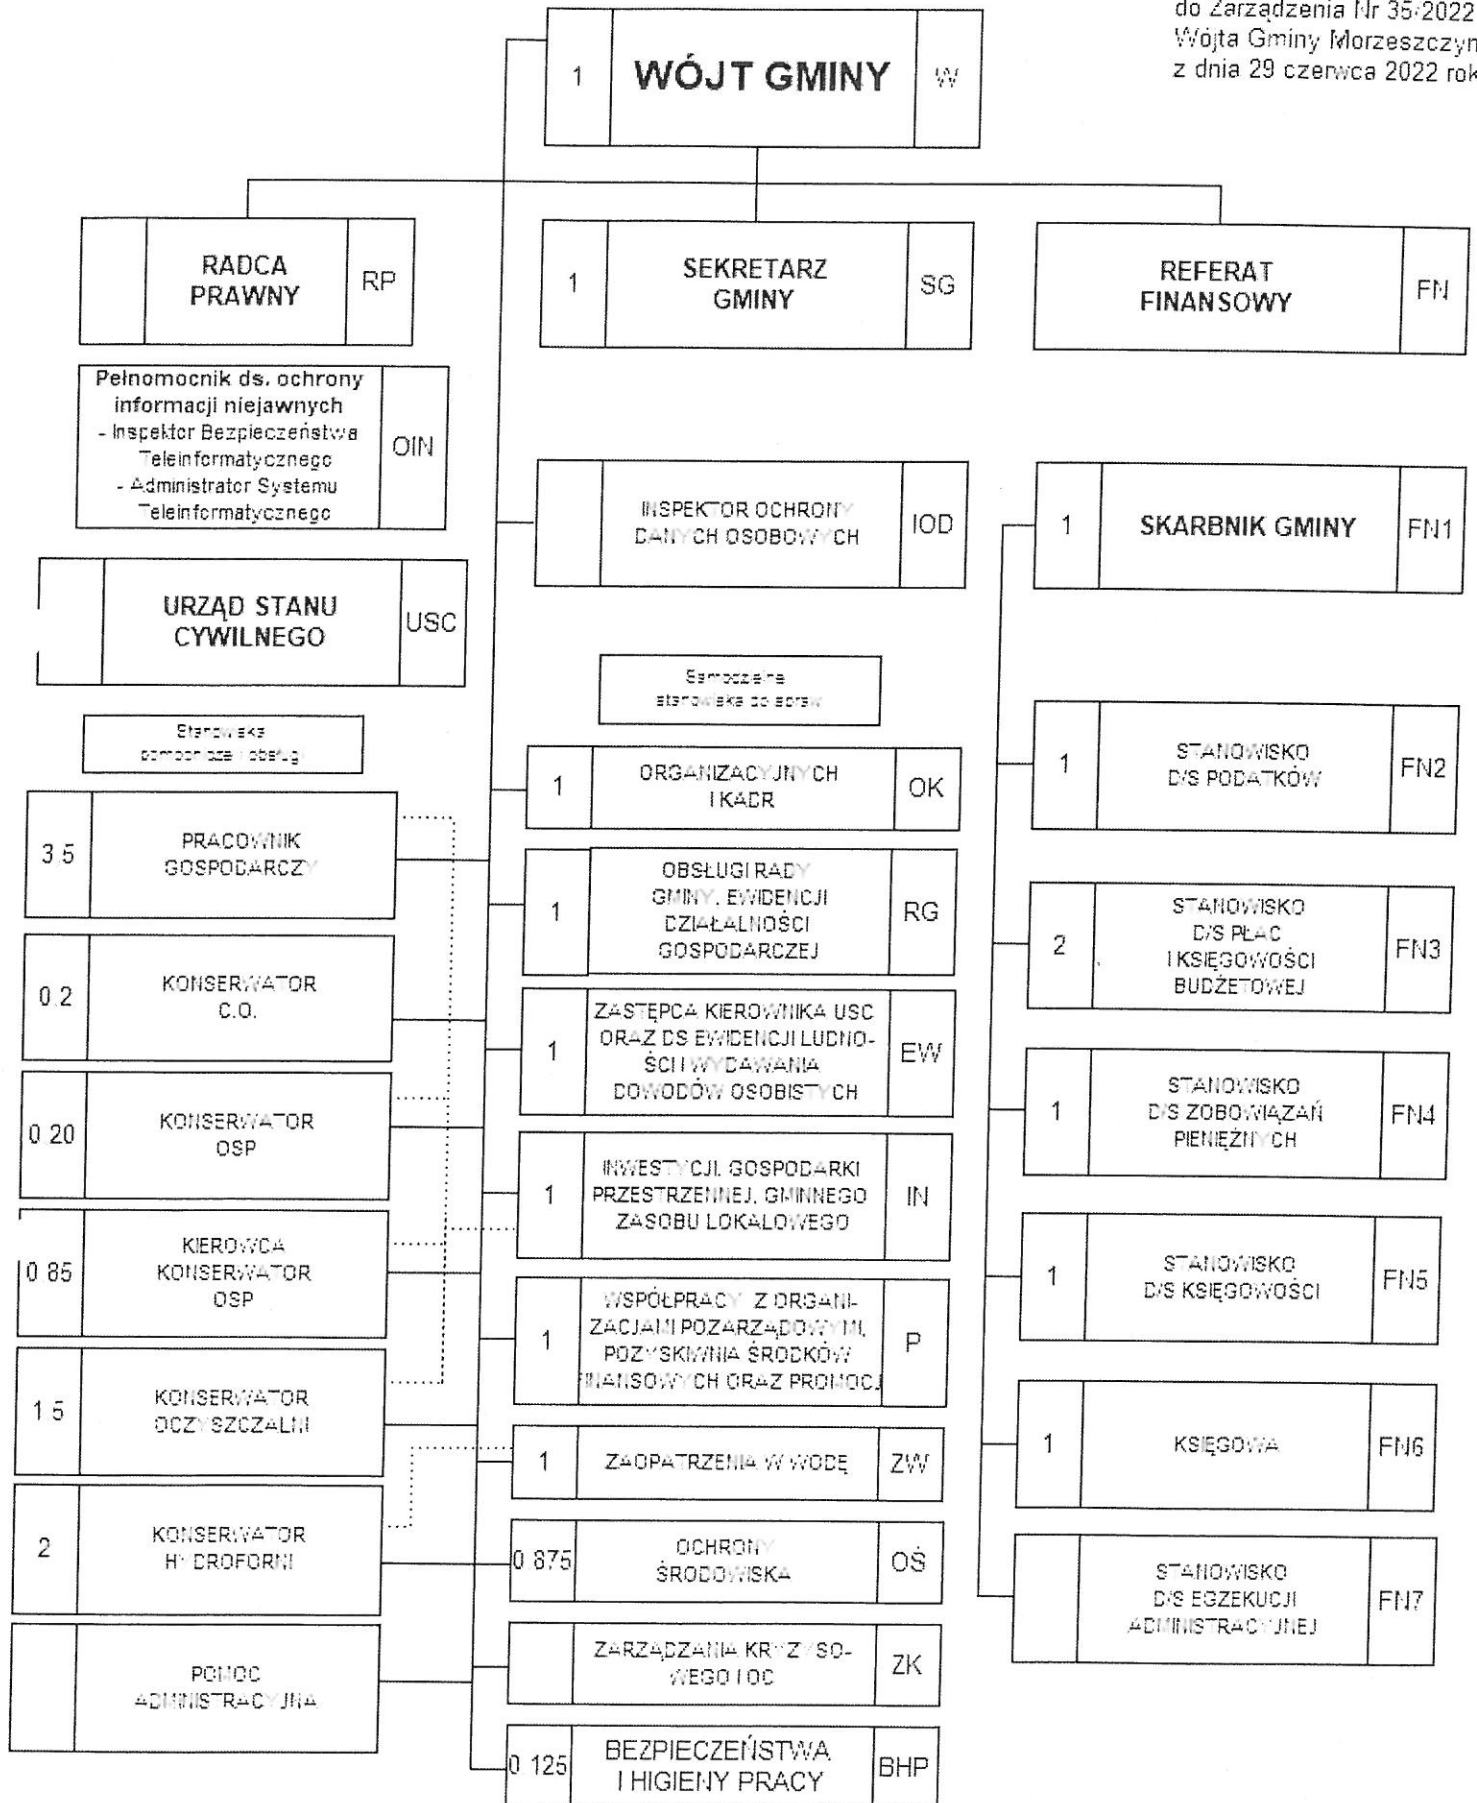 do Zarządzenia Nr 35/2022
Wójta Gminy Morzeszczyn
z dnia 29 czerwca 2022 rok
1
WÓJT GMINY
W
RADCA
PRAWNY
RP
1
SEKRETARZ
GMINY
SG
REFERAT
FINANSOWY
FN
Pełnomocnik ds. ochrony
informacji niejawnych
- Inspektor Bezpieczeństwa
Teleinformatycznego
- Administrator Systemu
Teleinformatycznego
OIN
INSPEKTOR OCHRONY
DANYCH OSOBOWYCH
IOD
1
SKARBNIK GMINY
FN1
URZĄD STANU
CYWILNEGO
USC
Samodzielne
stanowiska do spraw
Stanowiska
pomocnicze i obsługi
1
STANOWISKO
D/S PODATKÓW
FN2
1
ORGANIZACYJNYCH
I KADR
OK
3 5
PRACOWNIK
GOSPODARCZY
1
OBSŁUGI RADY
GMINY, EWIDENCJI
DZIAŁALNOŚCI
GOSPODARCZEJ
RG
2
STANOWISKO
D/S PŁAC
I KSIĘGOWOŚCI
BUDŻETOWEJ
FN3
0 2
KONSERWATOR
C.O.
1
ZASTĘPCA KIEROWNIKA USC
ORAZ DS EWIDENCJI LUDNO-
ŚCI I WYDAWANIA
DOWODÓW OSOBISTYCH
EW
1
STANOWISKO
D/S ZOBOWIĄZAŃ
PIENIĘŻNYCH
FN4
0 20
KONSERWATOR
OSP
1
INWESTYCJI, GOSPODARKI
PRZESTRZENNEJ, GMINNEGO
ZASOBU LOKALOWEGO
IN
0 85
KIEROWCA
KONSERWATOR
OSP
1
STANOWISKO
D/S KSIĘGOWOŚCI
FN5
1
WSPÓŁPRACY Z ORGANI-
ZACJAMI POZARZĄDOWYMI,
POZYSKIWNIA ŚRODKÓW
FINANSOWYCH ORAZ PROMOCJ
P
1 5
KONSERWATOR
OCZYSZCZALNI
1
ZAOPATRZENIA W WODĘ
ZW
1
KSIĘGOWA
FN6
2
KONSERWATOR
HYDROFORNI
0 875
OCHRONY
ŚRODOWISKA
OŚ
STANOWISKO
D/S EGZEKUCJI
ADMINISTRACYJNEJ
FN7
POMOC
ADMINISTRACYJNA
ZARZĄDZANIA KRYZYSO-
WEGO I OC
ZK
0 125
BEZPIECZEŃSTWA
I HIGIENY PRACY
BHP